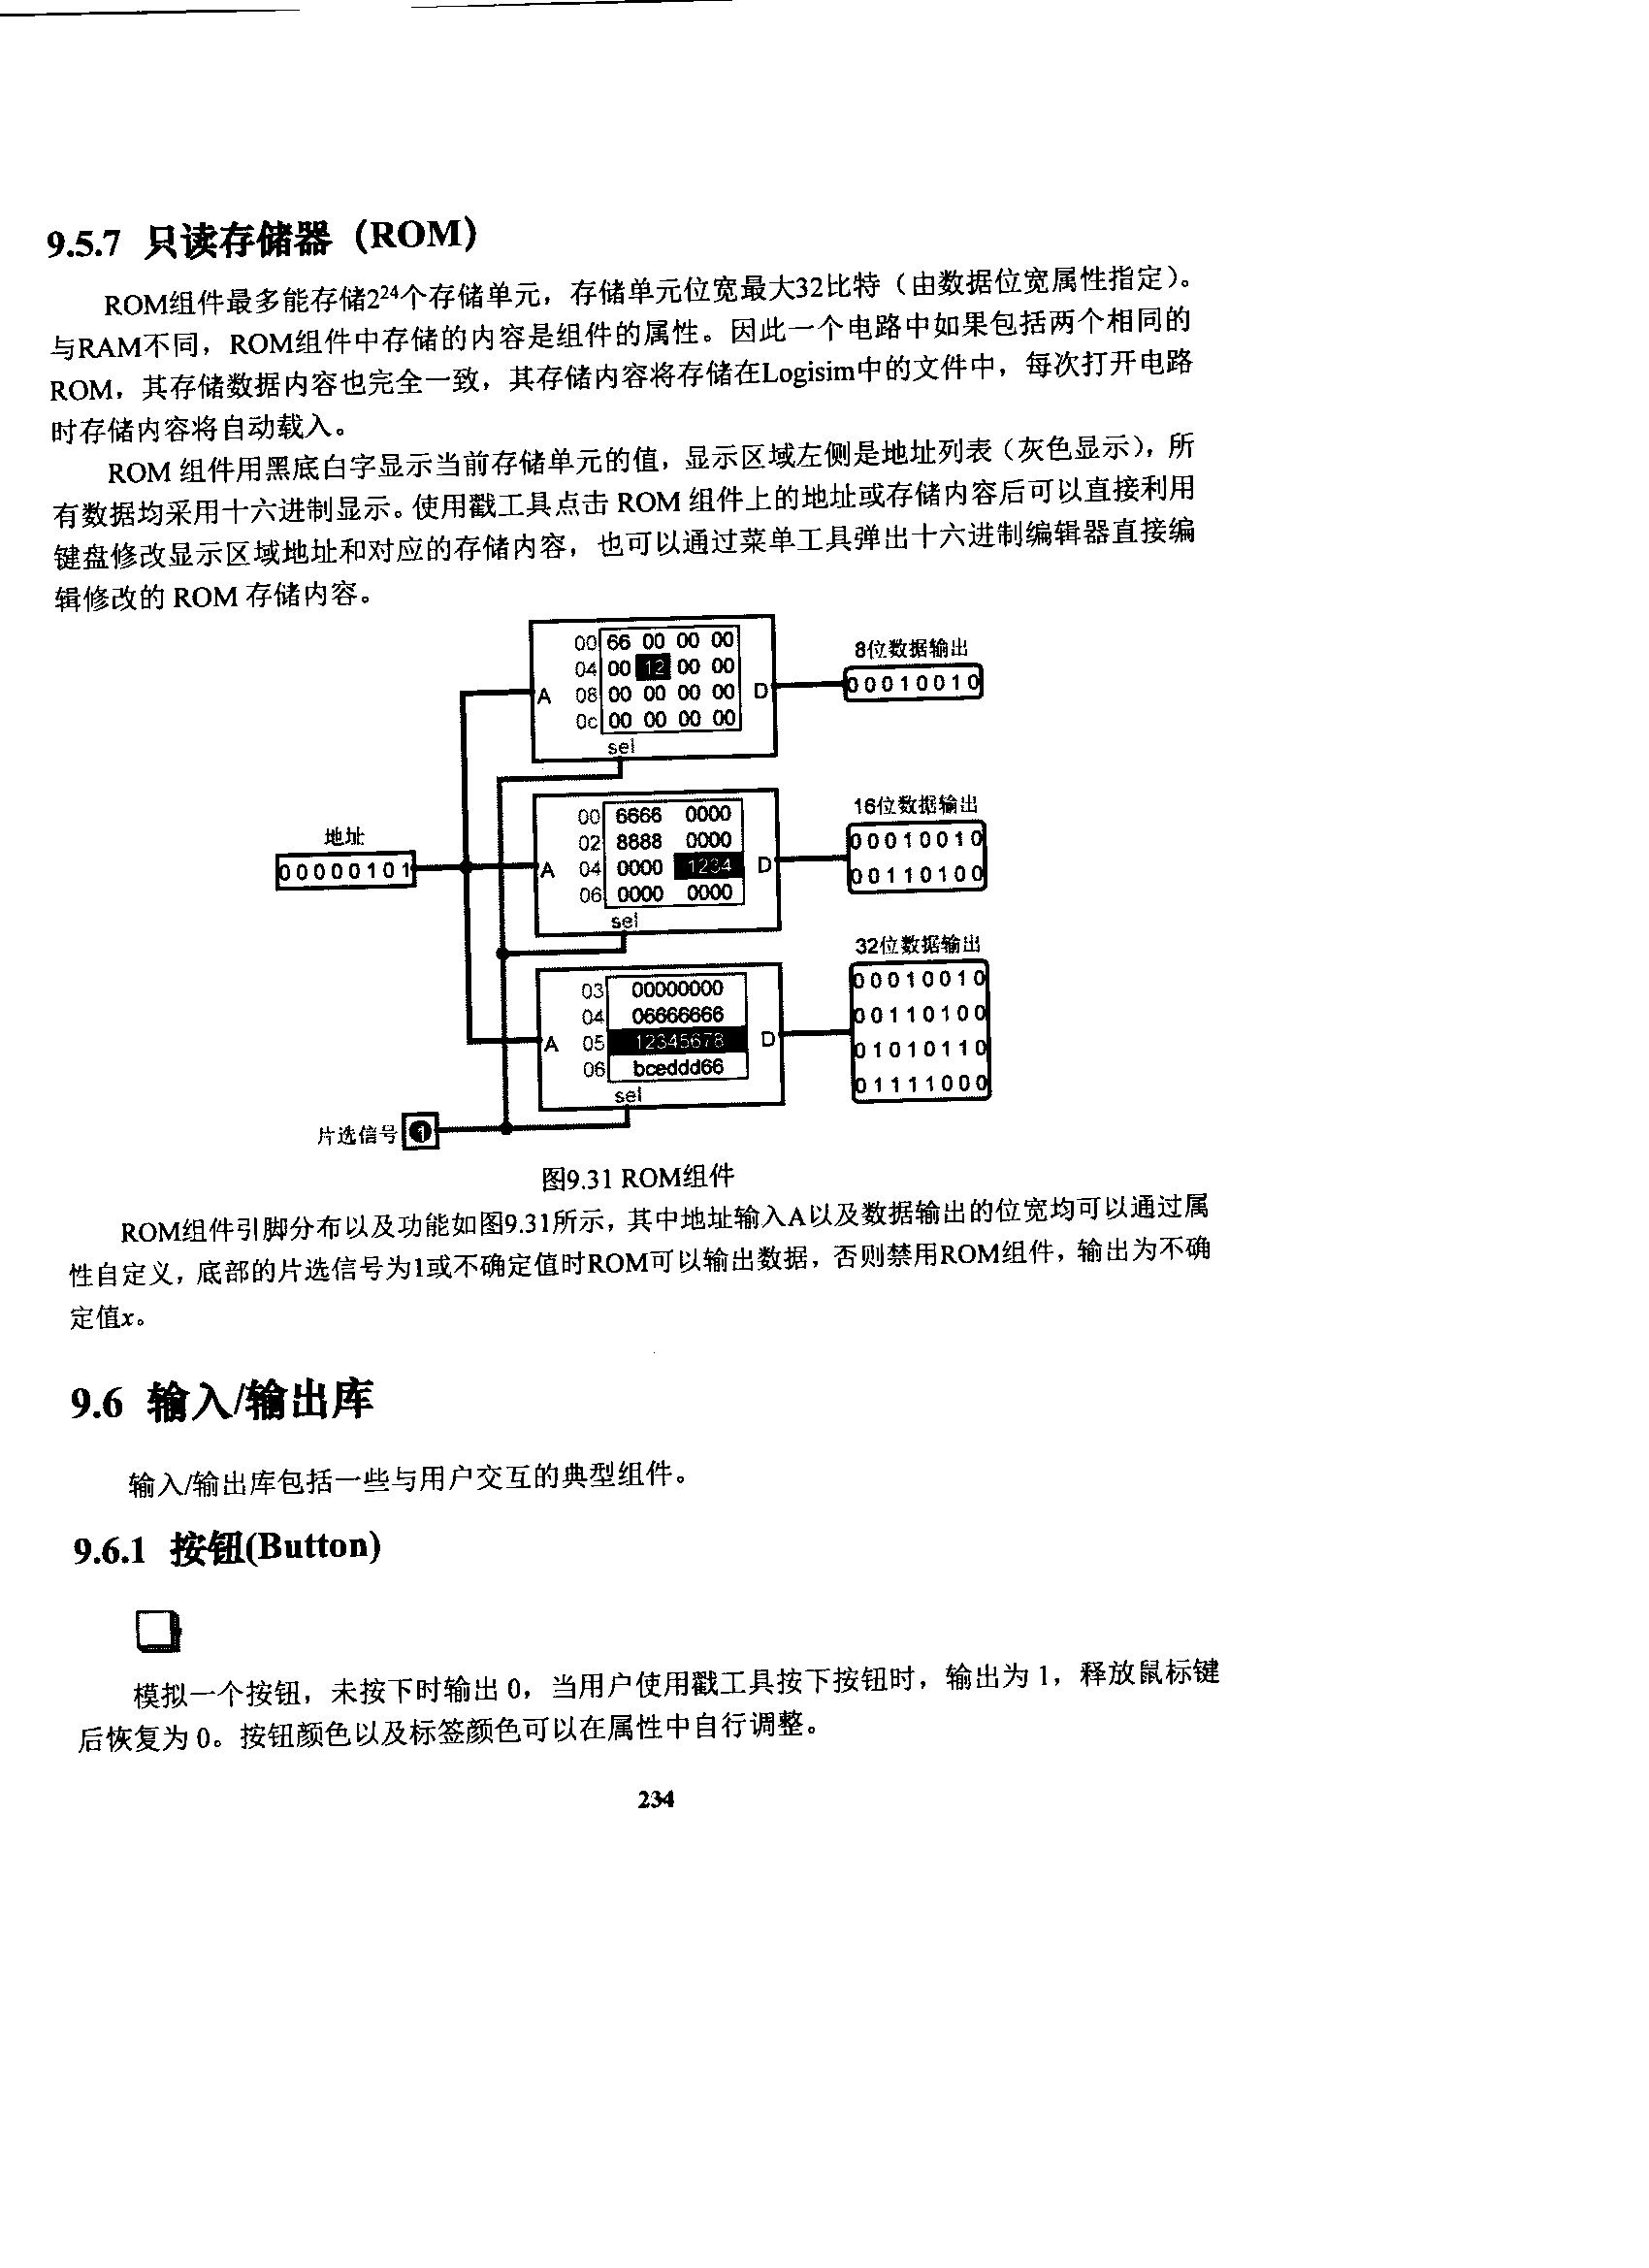 9.5.7 只读存储器（ROM）
ROM组件最多能存储2²⁴个存储单元，存储单元位宽最大32比特（由数据位宽属性指定）。
与RAM不同，ROM组件中存储的内容是组件的属性。因此一个电路中如果包括两个相同的
ROM，其存储数据内容也完全一致，其存储内容将存储在Logisim中的文件中，每次打开电路
时存储内容将自动载入。
ROM 组件用黑底白字显示当前存储单元的值，显示区域左侧是地址列表（灰色显示），所
有数据均采用十六进制显示。使用戳工具点击 ROM 组件上的地址或存储内容后可以直接利用
键盘修改显示区域地址和对应的存储内容，也可以通过菜单工具弹出十六进制编辑器直接编
辑修改的 ROM 存储内容。
00 66 00 00 00
04 00 12 00 00
A 08 00 00 00 00 D
0c 00 00 00 00
sel
8位数据输出
00010010
地址
00000101
00 6666 0000
02 8888 0000
A 04 0000 1234 D
06 0000 0000
sel
16位数据输出
00010010
00110100
03 00000000
04 06666666
A 05 12345678 D
06 bceddd66
sel
32位数据输出
00010010
00110100
01010110
01111000
片选信号 1
图9.31 ROM组件
ROM组件引脚分布以及功能如图9.31所示，其中地址输入A以及数据输出的位宽均可以通过属
性自定义，底部的片选信号为1或不确定值时ROM可以输出数据，否则禁用ROM组件，输出为不确
定值x。
9.6 输入/输出库
输入/输出库包括一些与用户交互的典型组件。
9.6.1 按钮(Button)
模拟一个按钮，未按下时输出 0，当用户使用戳工具按下按钮时，输出为 1，释放鼠标键
后恢复为 0。按钮颜色以及标签颜色可以在属性中自行调整。
234